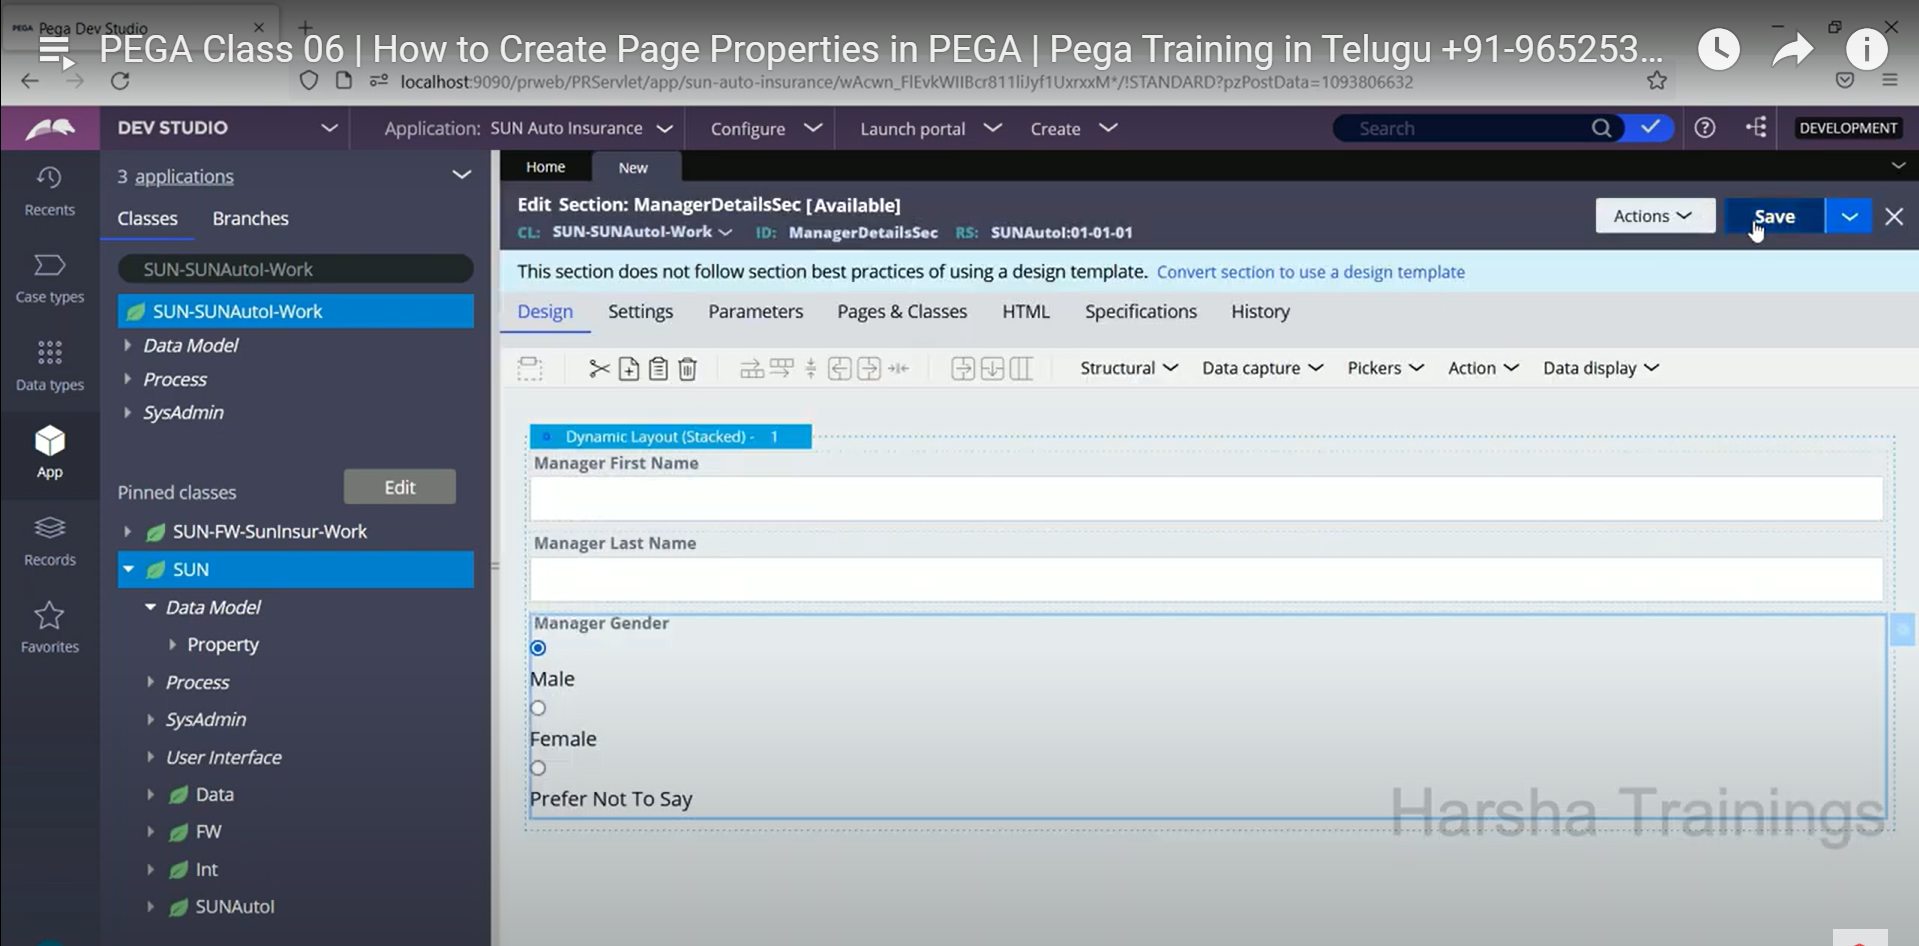 PEGA Pega Dev Studio
PEGA Class 06 | How to Create Page Properties in PEGA | Pega Training in Telugu +91-965253...
localhost:9090/prweb/PRServlet/app/sun-auto-insurance/
!STANDARD?pzPostData=1093806632
DEV STUDIO
Application: SUN Auto Insurance
Configure
Launch portal
Create
Search
DEVELOPMENT
Recents
Case types
Data types
App
Records
Favorites
3 applications
Classes
Branches
SUN-SUNAutoI-Work
SUN-SUNAutoI-Work
Data Model
Process
SysAdmin
Pinned classes
Edit
SUN-FW-SunInsur-Work
SUN
Data Model
Property
Process
SysAdmin
User Interface
Data
FW
Int
SUNAutoI
Home
New
Edit Section: ManagerDetailsSec [Available]
CL: SUN-SUNAutoI-Work ID: ManagerDetailsSec RS: SUNAutoI:01-01-01
Actions
Save
This section does not follow section best practices of using a design template. Convert section to use a design template
Design
Settings
Parameters
Pages & Classes
HTML
Specifications
History
Structural
Data capture
Pickers
Action
Data display
Dynamic Layout (Stacked) - 1
Manager First Name
Manager Last Name
Manager Gender
Male
Female
Prefer Not To Say
Harsha Trainings